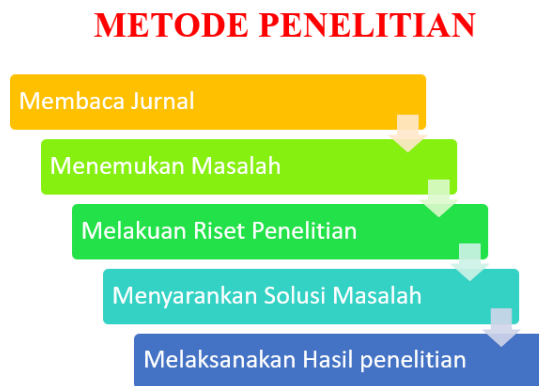 METODE PENELITIAN
Membaca Jurnal
Menemukan Masalah
Melakuan Riset Penelitian
Menyarankan Solusi Masalah
Melaksanakan Hasil penelitian